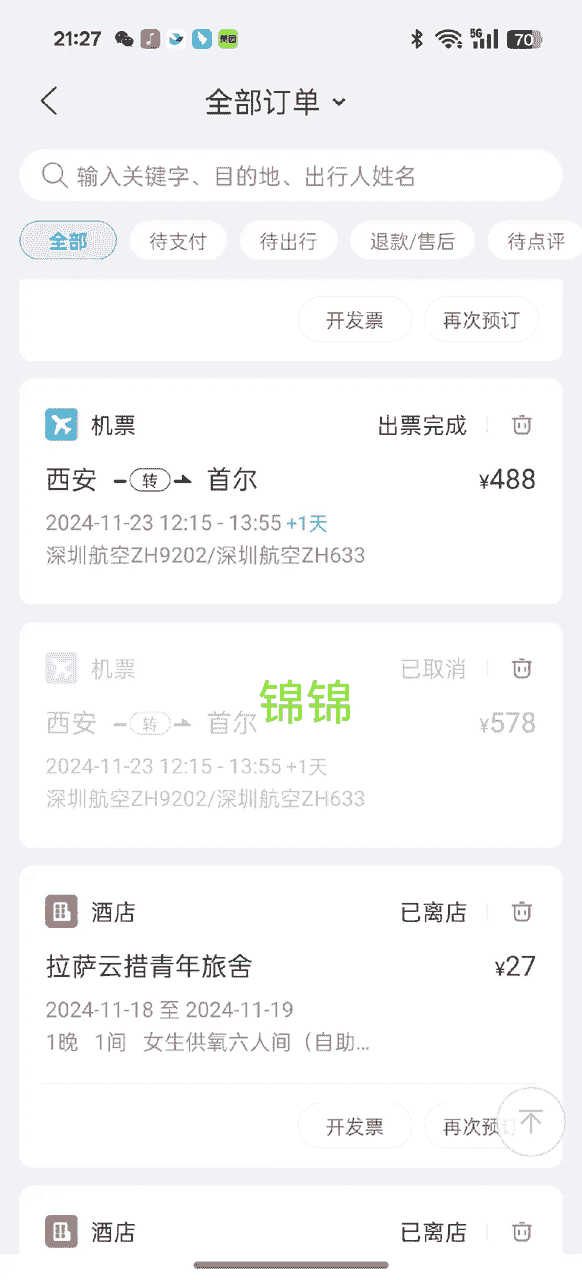 21:27
5G
70
全部订单
输入关键字、目的地、出行人姓名
全部 待支付 待出行 退款/售后 待点评
开发票 再次预订
机票 出票完成
西安 转 首尔 ¥488
2024-11-23 12:15 - 13:55 +1天
深圳航空ZH9202/深圳航空ZH633
机票 已取消
锦锦
西安 转 首尔 ¥578
2024-11-23 12:15 - 13:55 +1天
深圳航空ZH9202/深圳航空ZH633
酒店 已离店
拉萨云措青年旅舍 ¥27
2024-11-18 至 2024-11-19
1晚 1间 女生供氧六人间（自助...
开发票 再次预订
酒店 已离店